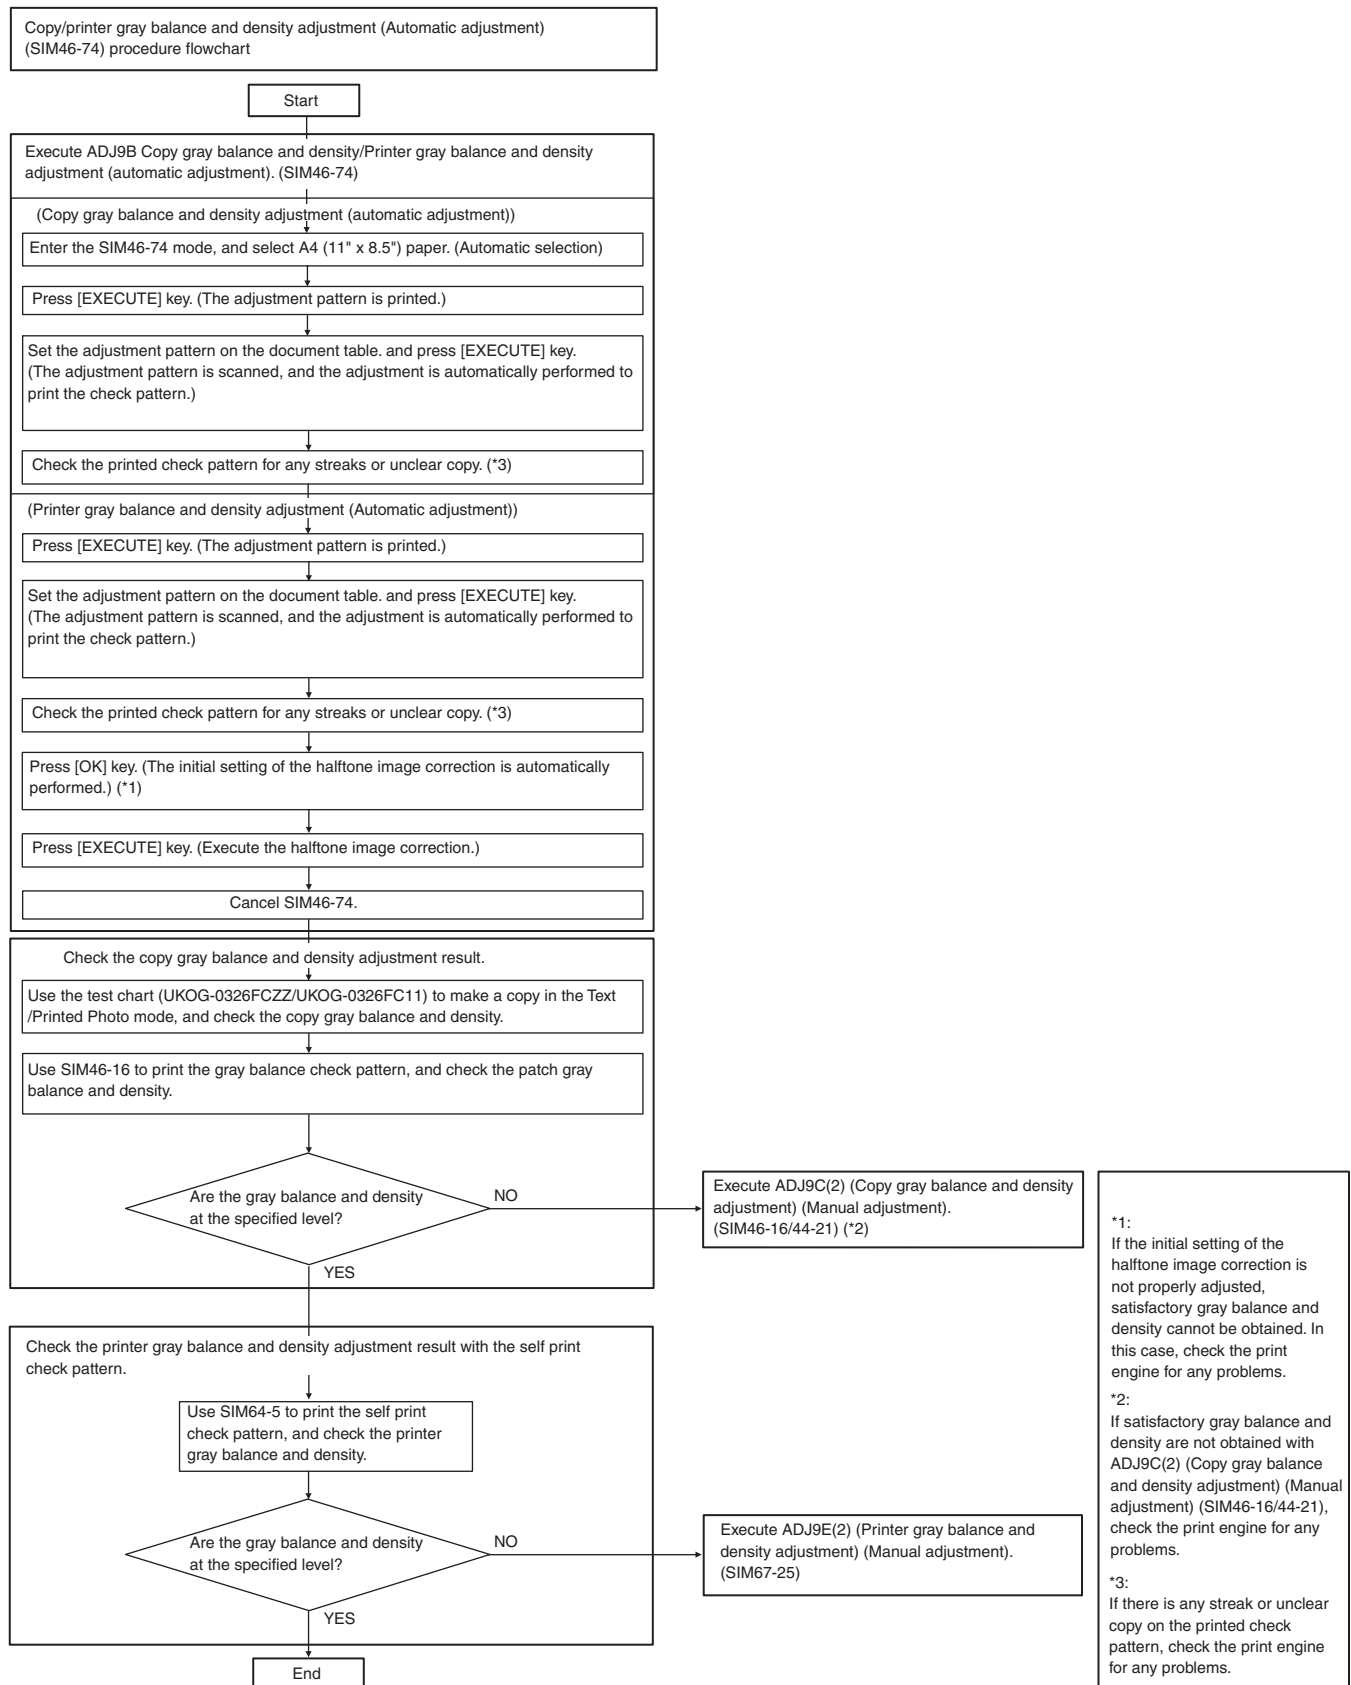 Copy/printer gray balance and density adjustment (Automatic adjustment)
(SIM46-74) procedure flowchart
Start
Execute ADJ9B Copy gray balance and density/Printer gray balance and density
adjustment (automatic adjustment). (SIM46-74)
(Copy gray balance and density adjustment (automatic adjustment))
Enter the SIM46-74 mode, and select A4 (11" x 8.5") paper. (Automatic selection)
Press [EXECUTE] key. (The adjustment pattern is printed.)
Set the adjustment pattern on the document table. and press [EXECUTE] key.
(The adjustment pattern is scanned, and the adjustment is automatically performed to
print the check pattern.)
Check the printed check pattern for any streaks or unclear copy. (*3)
(Printer gray balance and density adjustment (Automatic adjustment))
Press [EXECUTE] key. (The adjustment pattern is printed.)
Set the adjustment pattern on the document table. and press [EXECUTE] key.
(The adjustment pattern is scanned, and the adjustment is automatically performed to
print the check pattern.)
Check the printed check pattern for any streaks or unclear copy. (*3)
Press [OK] key. (The initial setting of the halftone image correction is automatically
performed.) (*1)
Press [EXECUTE] key. (Execute the halftone image correction.)
Cancel SIM46-74.
Check the copy gray balance and density adjustment result.
Use the test chart (UKOG-0326FCZZ/UKOG-0326FC11) to make a copy in the Text
/Printed Photo mode, and check the copy gray balance and density.
Use SIM46-16 to print the gray balance check pattern, and check the patch gray
balance and density.
Are the gray balance and density
at the specified level?
NO
YES
Execute ADJ9C(2) (Copy gray balance and density
adjustment) (Manual adjustment).
(SIM46-16/44-21) (*2)
Check the printer gray balance and density adjustment result with the self print
check pattern.
Use SIM64-5 to print the self print
check pattern, and check the printer
gray balance and density.
Are the gray balance and density
at the specified level?
NO
YES
Execute ADJ9E(2) (Printer gray balance and
density adjustment) (Manual adjustment).
(SIM67-25)
End
*1:
If the initial setting of the
halftone image correction is
not properly adjusted,
satisfactory gray balance and
density cannot be obtained. In
this case, check the print
engine for any problems.
*2:
If satisfactory gray balance and
density are not obtained with
ADJ9C(2) (Copy gray balance
and density adjustment) (Manual
adjustment) (SIM46-16/44-21),
check the print engine for any
problems.
*3:
If there is any streak or unclear
copy on the printed check
pattern, check the print engine
for any problems.